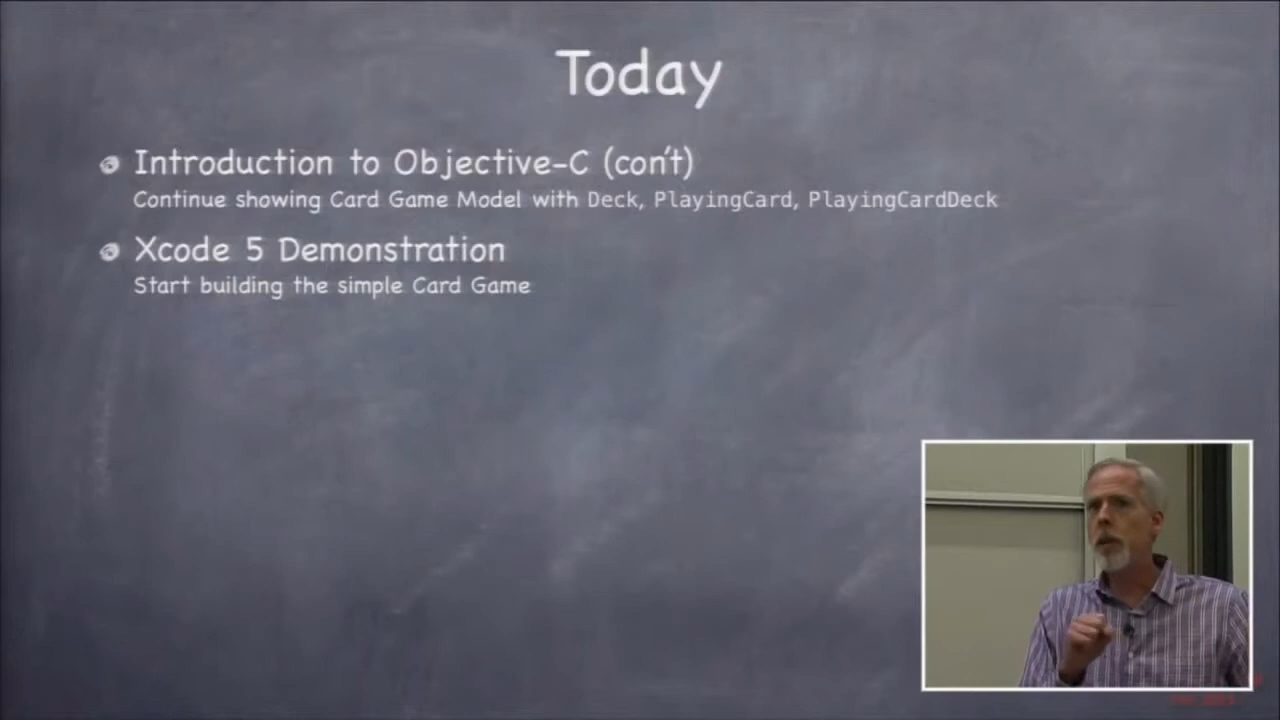 Today
Introduction to Objective-C (con't)
Continue showing Card Game Model with Deck, PlayingCard, PlayingCardDeck
Xcode 5 Demonstration
Start building the simple Card Game